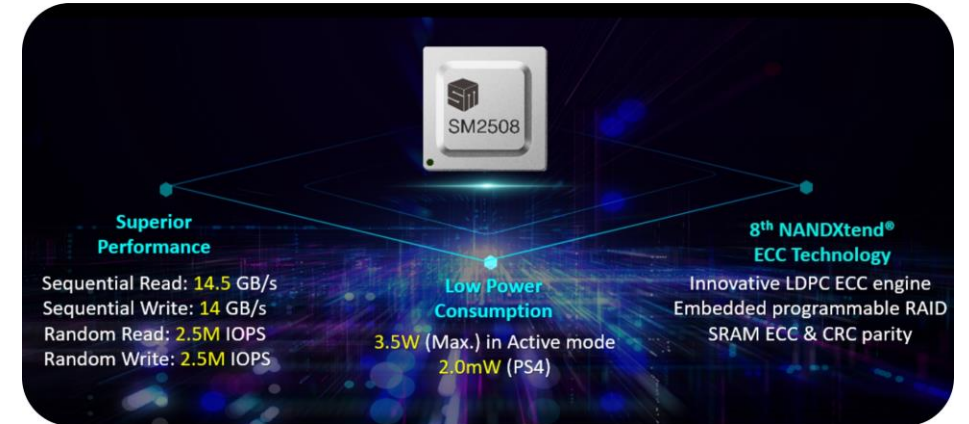 SM
SM2508
Superior
Performance
Sequential Read: 14.5 GB/s
Sequential Write: 14 GB/s
Random Read: 2.5M IOPS
Random Write: 2.5M IOPS
Low Power
Consumption
3.5W (Max.) in Active mode
2.0mW (PS4)
8th NANDXtend®
ECC Technology
Innovative LDPC ECC engine
Embedded programmable RAID
SRAM ECC & CRC parity